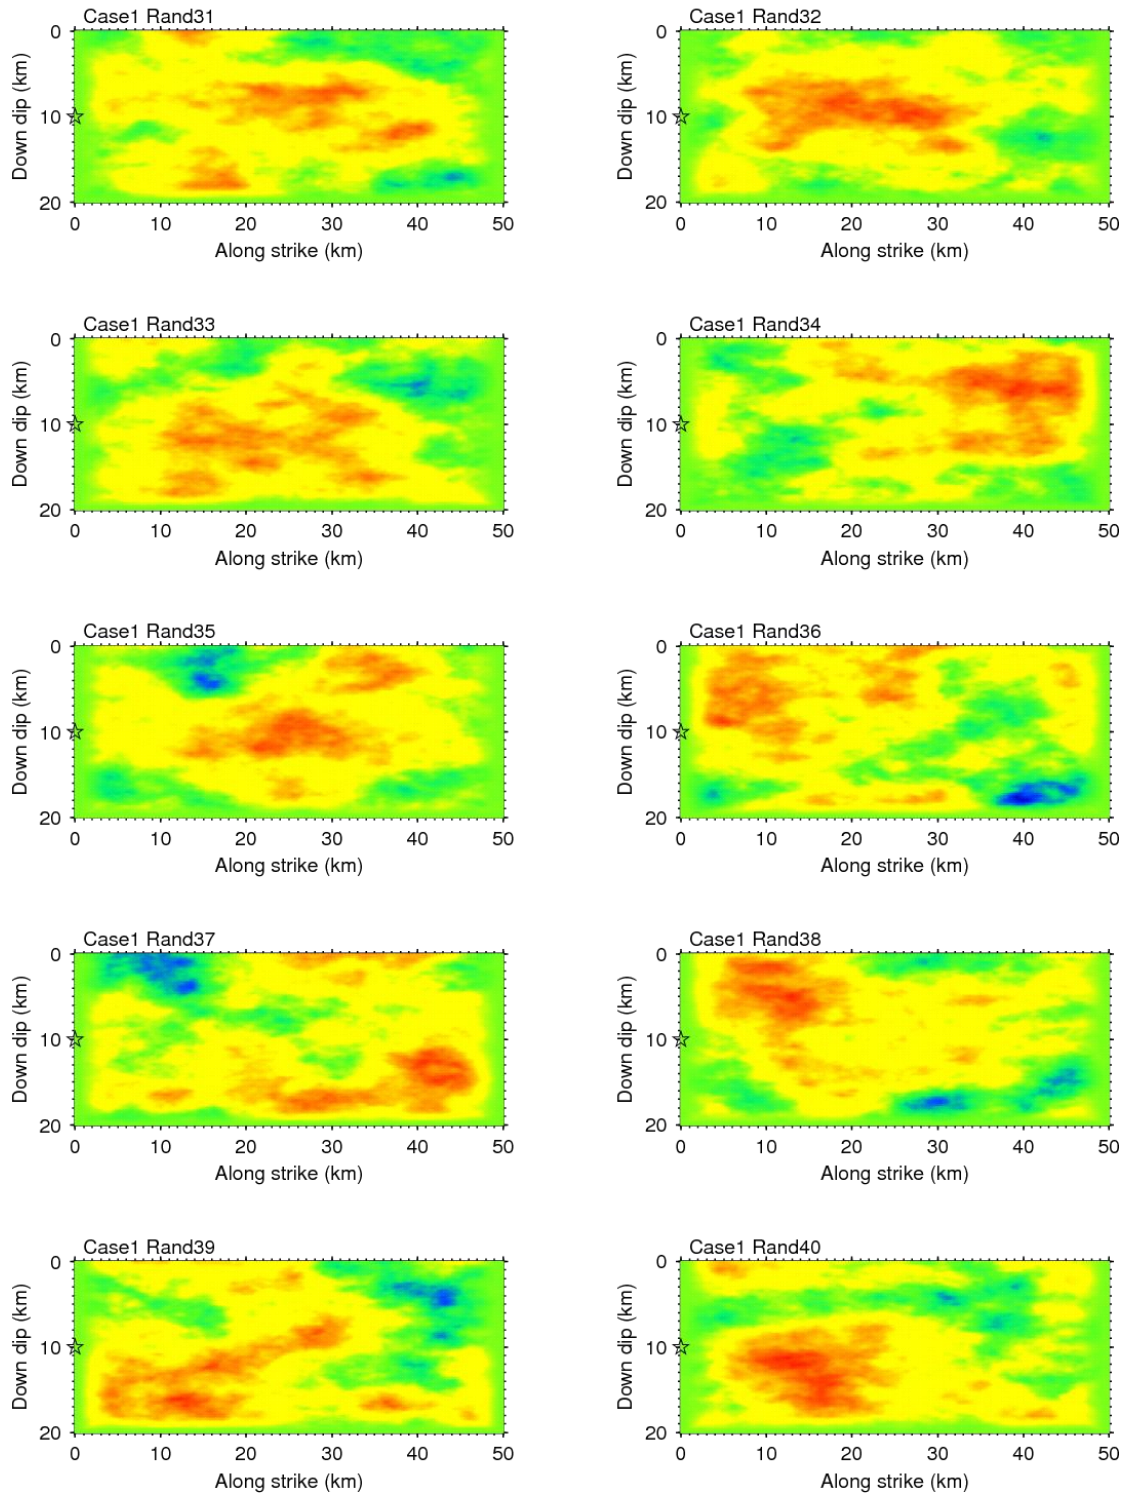 Case1 Rand31
Case1 Rand32
0
10
20
Down dip (km)
0 10 20 30 40 50
Along strike (km)
0
10
20
Down dip (km)
0 10 20 30 40 50
Along strike (km)
Case1 Rand33
Case1 Rand34
0
10
20
Down dip (km)
0 10 20 30 40 50
Along strike (km)
0
10
20
Down dip (km)
0 10 20 30 40 50
Along strike (km)
Case1 Rand35
Case1 Rand36
0
10
20
Down dip (km)
0 10 20 30 40 50
Along strike (km)
0
10
20
Down dip (km)
0 10 20 30 40 50
Along strike (km)
Case1 Rand37
Case1 Rand38
0
10
20
Down dip (km)
0 10 20 30 40 50
Along strike (km)
0
10
20
Down dip (km)
0 10 20 30 40 50
Along strike (km)
Case1 Rand39
Case1 Rand40
0
10
20
Down dip (km)
0 10 20 30 40 50
Along strike (km)
0
10
20
Down dip (km)
0 10 20 30 40 50
Along strike (km)